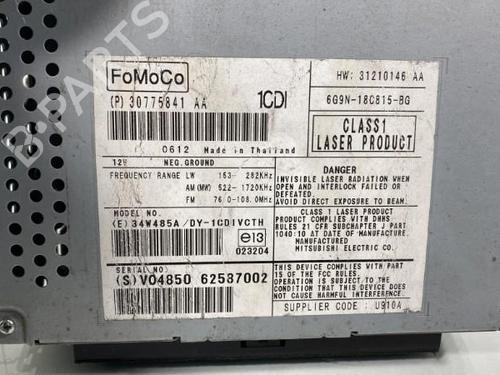 FoMoCo
(P) 30775841 AA
1CDI
HW: 31210146 AA
6G9N-18C815-BG
CLASS1
LASER PRODUCT
0612 Made in Thailand
12V NEG.GROUND
FREQUENCY RANGE LW 153- 282KHz
AM(MW) 522-1720KHz
FM 76.0-108.0MHz
MODEL NO.
(E) 34W485A/DY-1CDIVCTH
e13
023204
SERIAL NO.
(S)V04850 62587002
DANGER
INVISIBLE LASER RADIATION WHEN
OPEN AND INTERLOCK FAILED OR
DEFEATED.
AVOID DIRECT EXPOSURE TO BEAM
CLASS 1 LASER PRODUCT
PRODUCT COMPLIES WITH DHHS
RULES 21 CFR SUBCHAPTER J PART
1040:10 AT DATE OF MANUFACTURE
MANUFACTURED
MITSUBISHI ELECTRIC CO.
THIS DEVICE COMPLIES WITH PART
15 OF THE FCC RULES.
OPERATION IS SUBJECT TO THE
CONDITION THAT THIS DEVICE DOES
NOT CAUSE HARMFUL INTERFERENCE
SUPPLIER CODE : U910A
B-PARTS